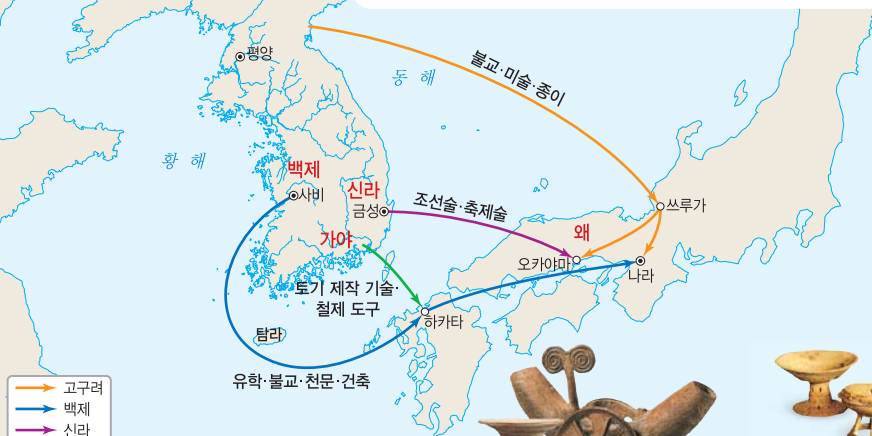 평양
동 해
불교·미술·종이
황 해
백제
사비
신라
금성
조선술·축제술
쓰루가
가야
왜
오카야마
나라
토기 제작 기술·
철제 도구
하카타
탐라
유학·불교·천문·건축
고구려
백제
신라